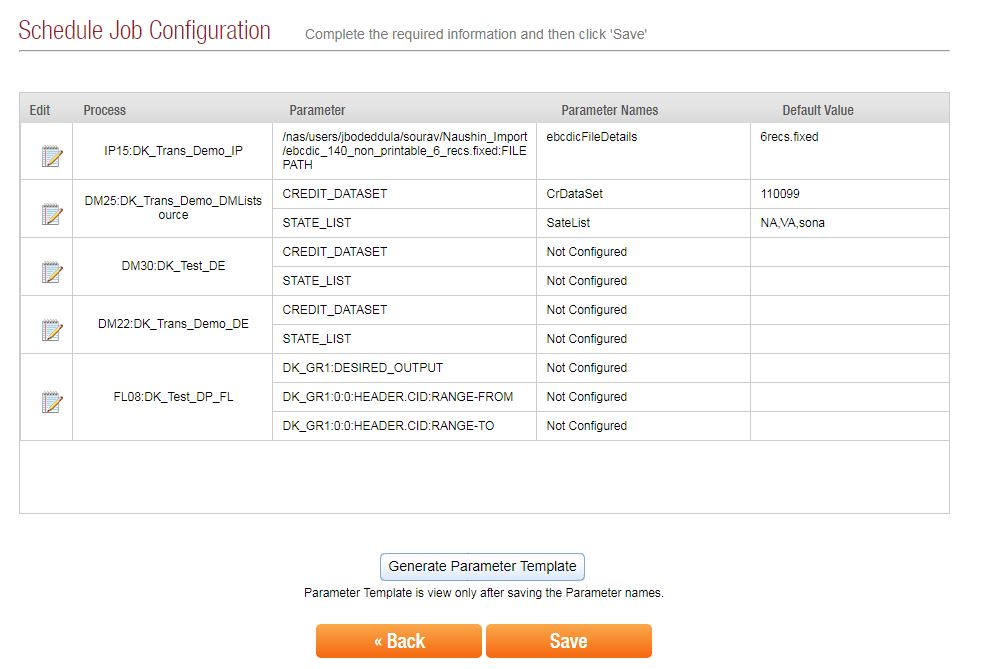 Schedule Job Configuration
Complete the required information and then click 'Save'
Edit Process Parameter Parameter Names Default Value
IP15:DK_Trans_Demo_IP
/nas/users/jbodeddula/sourav/Naushin_Import
/ebcdic_140_non_printable_6_recs.fixed:FILE
PATH
ebcdicFileDetails
6recs.fixed
DM25:DK_Trans_Demo_DMLists
ource
CREDIT_DATASET CrDataSet 110099
STATE_LIST SateList NA,VA,sona
DM30:DK_Test_DE
CREDIT_DATASET Not Configured
STATE_LIST Not Configured
DM22:DK_Trans_Demo_DE
CREDIT_DATASET Not Configured
STATE_LIST Not Configured
FL08:DK_Test_DP_FL
DK_GR1:DESIRED_OUTPUT Not Configured
DK_GR1:0:0:HEADER.CID:RANGE-FROM Not Configured
DK_GR1:0:0:HEADER.CID:RANGE-TO Not Configured
Generate Parameter Template
Parameter Template is view only after saving the Parameter names.
« Back
Save